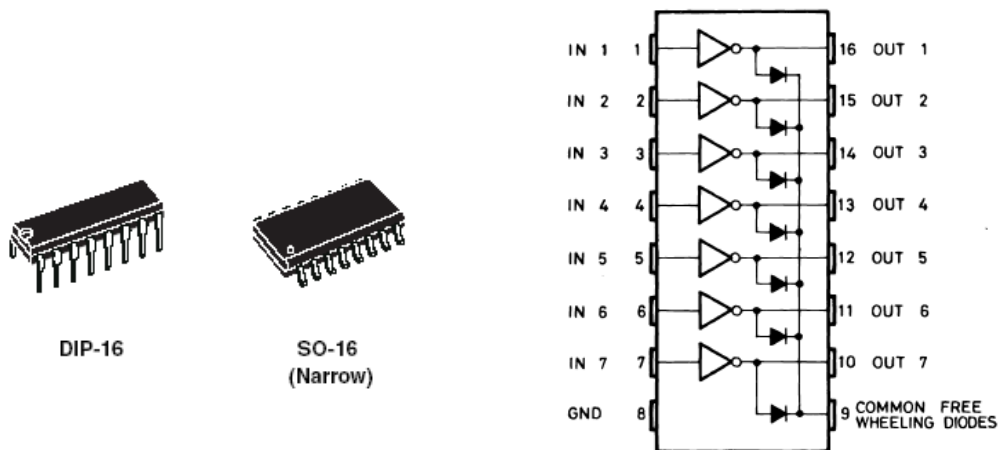 DIP-16
SO-16
(Narrow)
IN 1 1
16 OUT 1
IN 2 2
15 OUT 2
IN 3 3
14 OUT 3
IN 4 4
13 OUT 4
IN 5 5
12 OUT 5
IN 6 6
11 OUT 6
IN 7 7
10 OUT 7
GND 8
9 COMMON FREE
WHEELING DIODES